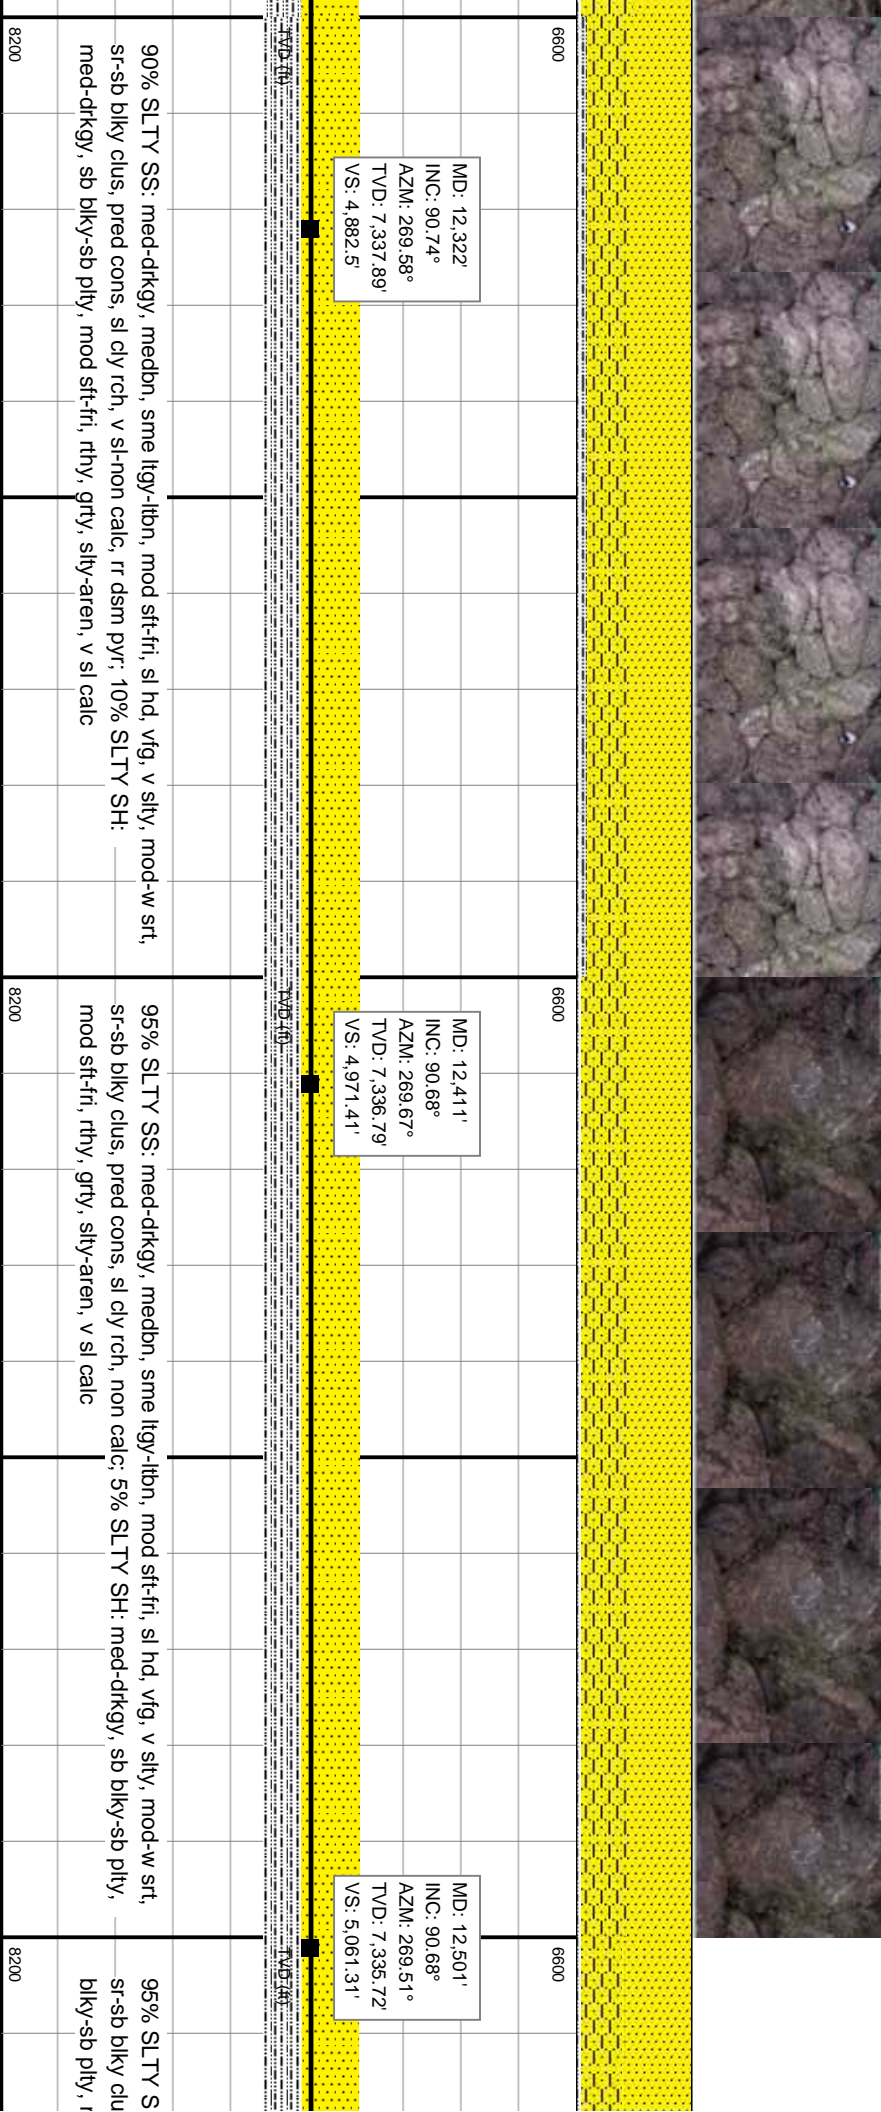 6600
8200
TVD (ft)
MD: 12,322'
INC: 90.74°
AZM: 269.58°
TVD: 7,337.89'
VS: 4,882.5'
90% SLTY SS: med-drkgy, medbn, sme ltgy-ltbn, mod sft-fri, sl hd, vfg, v slty, mod-w srt,
sr-sb blky clus, pred cons, sl cly rch, v sl-non calc, rr dsm pyr; 10% SLTY SH:
med-drkgy, sb blky-sb plty, mod sft-fri, rthy, grty, slty-aren, v sl calc
6600
8200
TVD (ft)
MD: 12,411'
INC: 90.68°
AZM: 269.67°
TVD: 7,336.79'
VS: 4,971.41'
95% SLTY SS: med-drkgy, medbn, sme ltgy-ltbn, mod sft-fri, sl hd, vfg, v slty, mod-w srt,
sr-sb blky clus, pred cons, sl cly rch, non calc; 5% SLTY SH: med-drkgy, sb blky-sb plty,
mod sft-fri, rthy, grty, slty-aren, v sl calc
6600
8200
TVD (ft)
MD: 12,501'
INC: 90.68°
AZM: 269.51°
TVD: 7,335.72'
VS: 5,061.31'
95% SLTY S
sr-sb blky clu
blky-sb plty, r